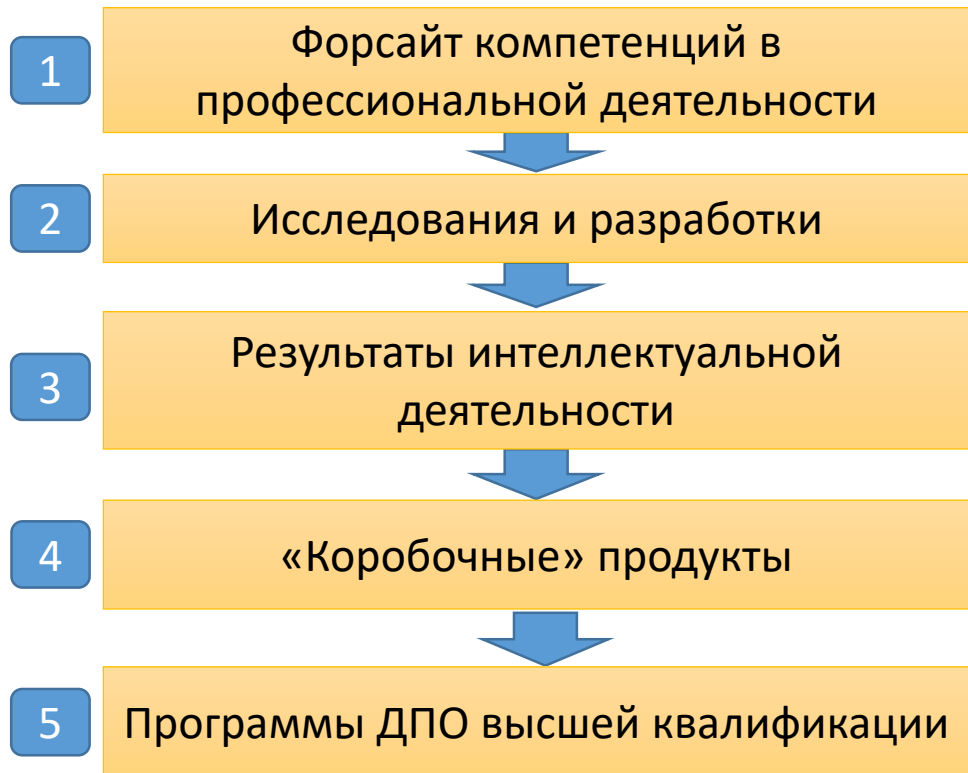 1
Форсайт компетенций в
профессиональной деятельности
2
Исследования и разработки
3
Результаты интеллектуальной
деятельности
4
«Коробочные» продукты
5
Программы ДПО высшей квалификации